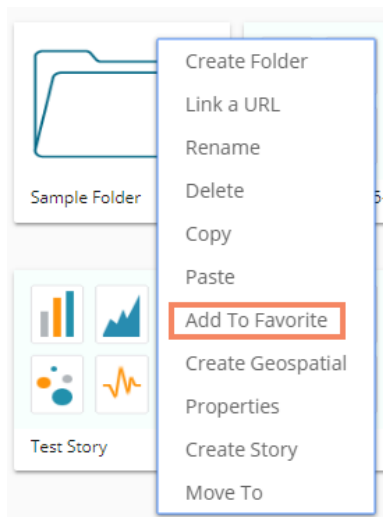 Create Folder
Link a URL
Rename
Sample Folder
Delete
5
Copy
Paste
Add To Favorite
Create Geospatial
Properties
Test Story
Create Story
Move To